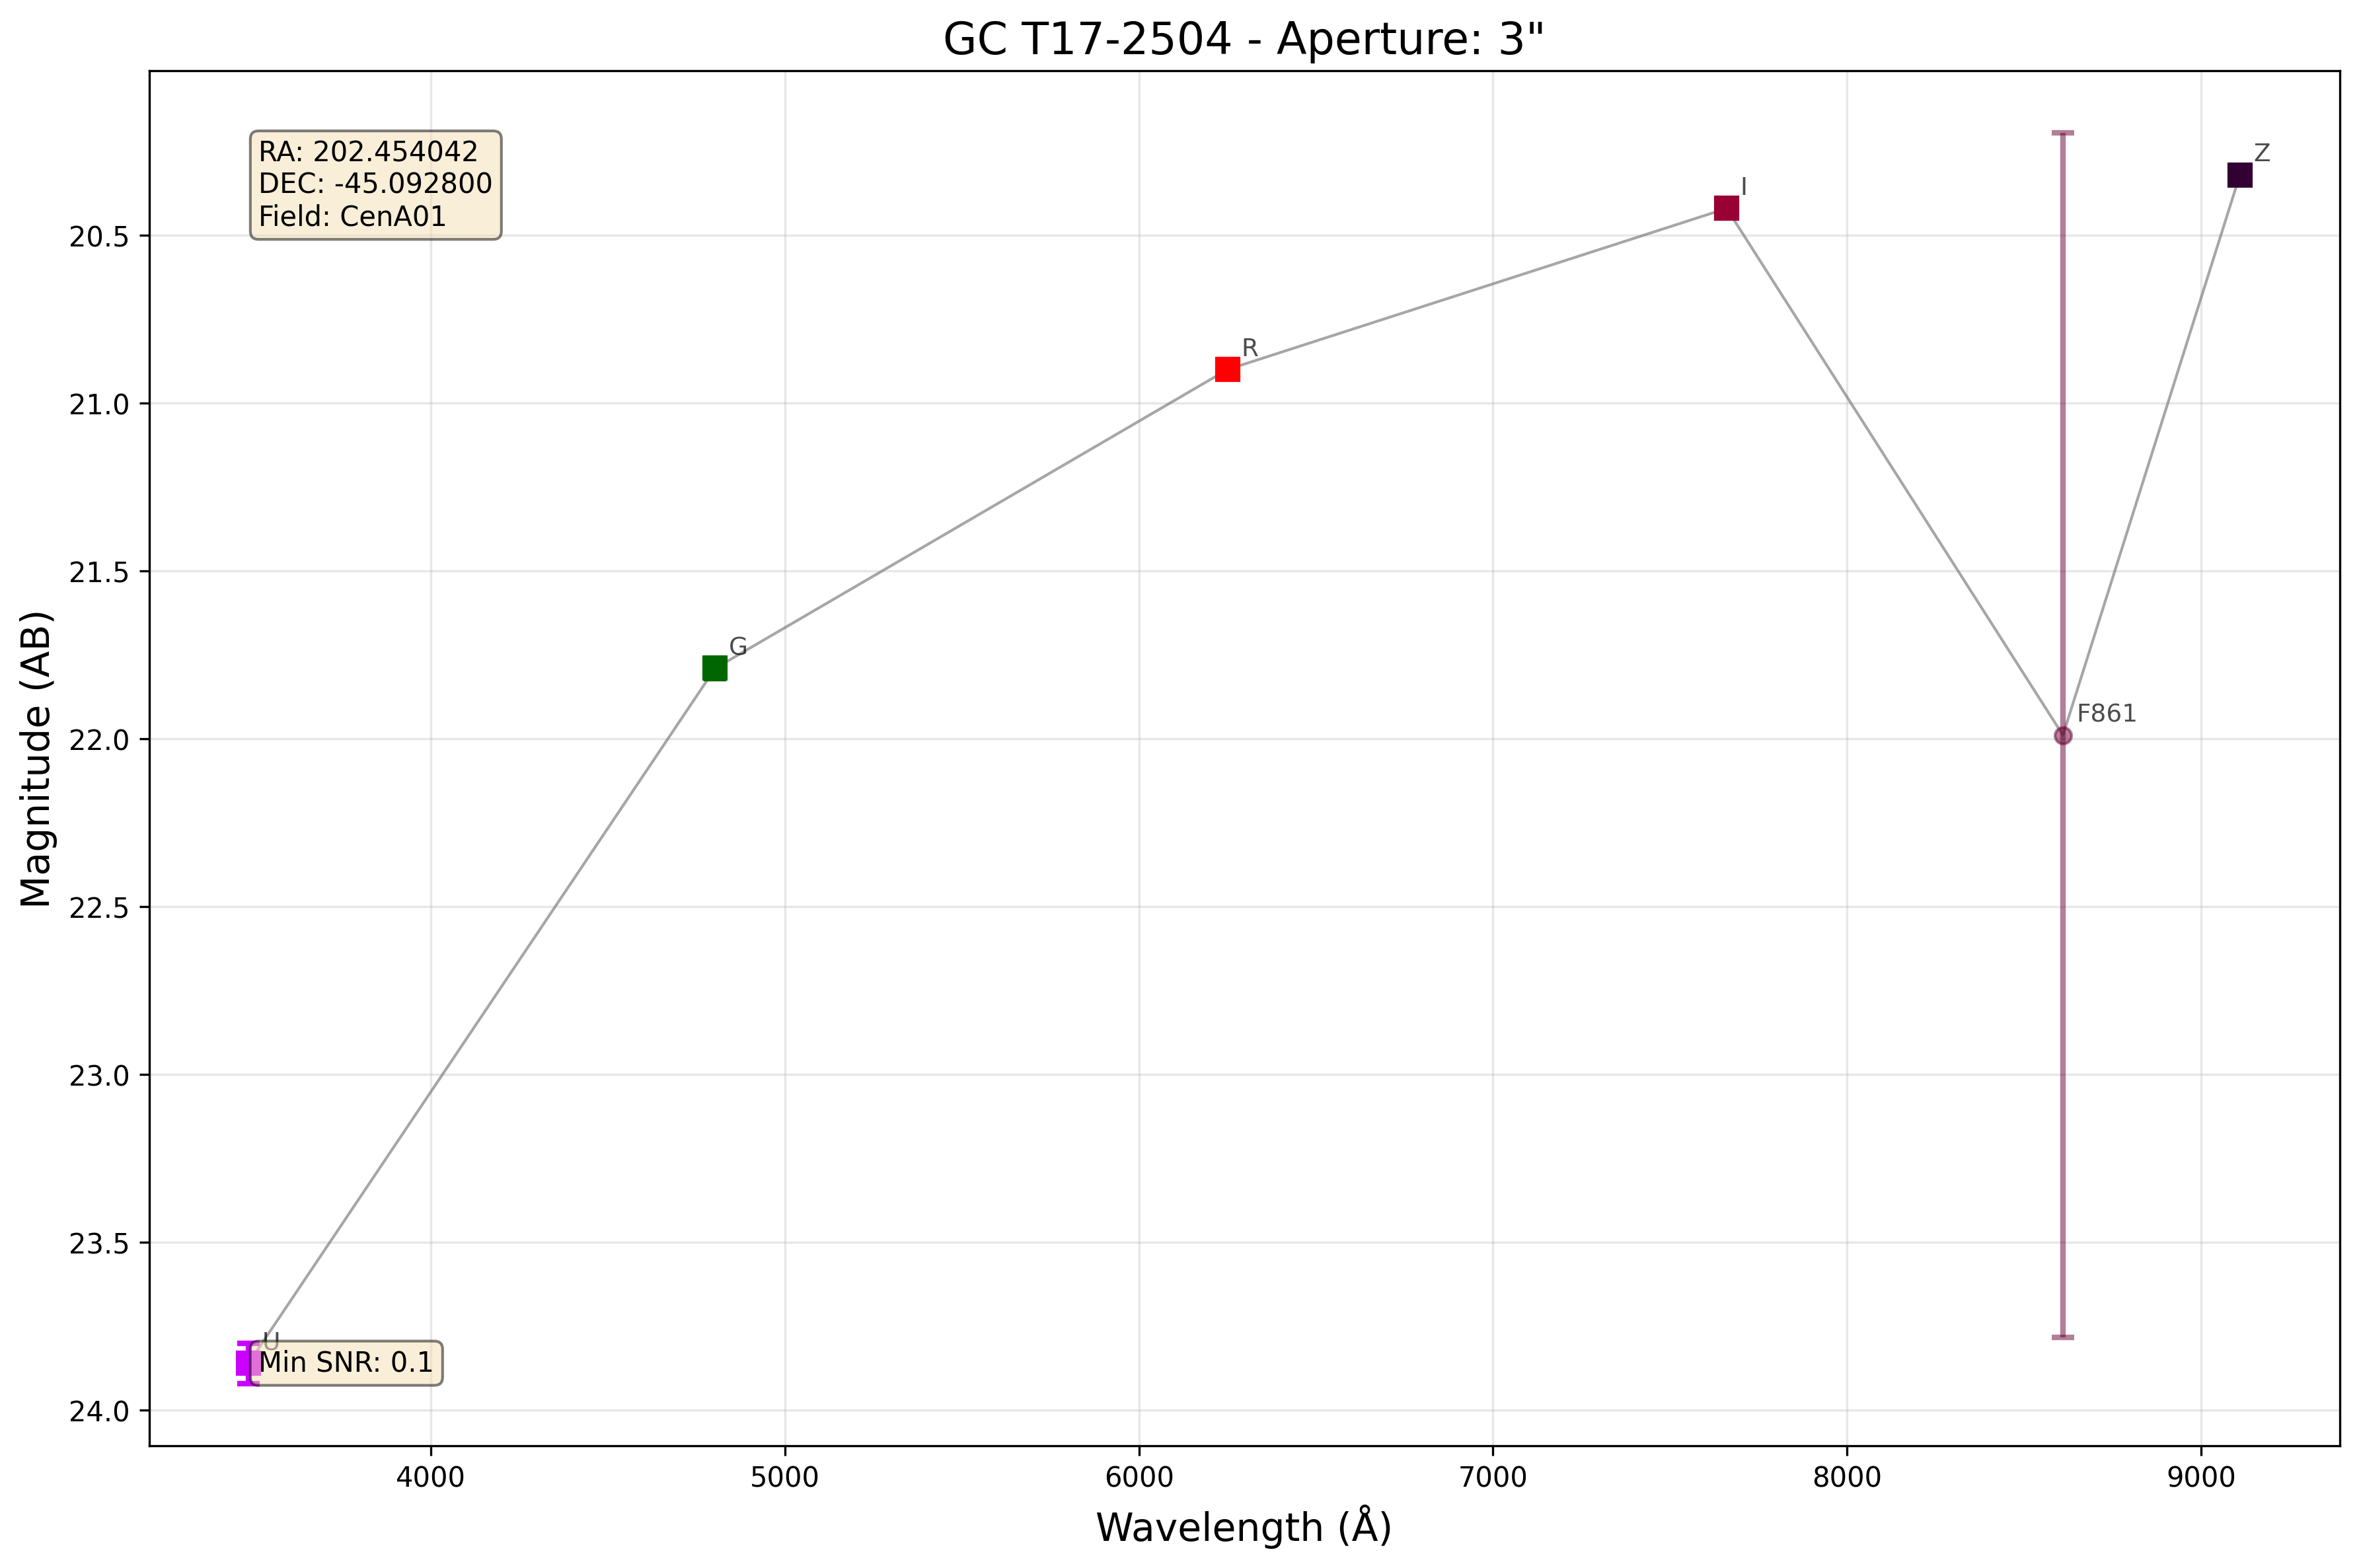 GC T17-2504 - Aperture: 3"
RA: 202.454042
DEC: -45.092800
Field: CenA01
Z
I
R
G
F861
U
Min SNR: 0.1
20.5
21.0
21.5
22.0
22.5
23.0
23.5
24.0
Magnitude (AB)
4000 5000 6000 7000 8000 9000
Wavelength (Å)